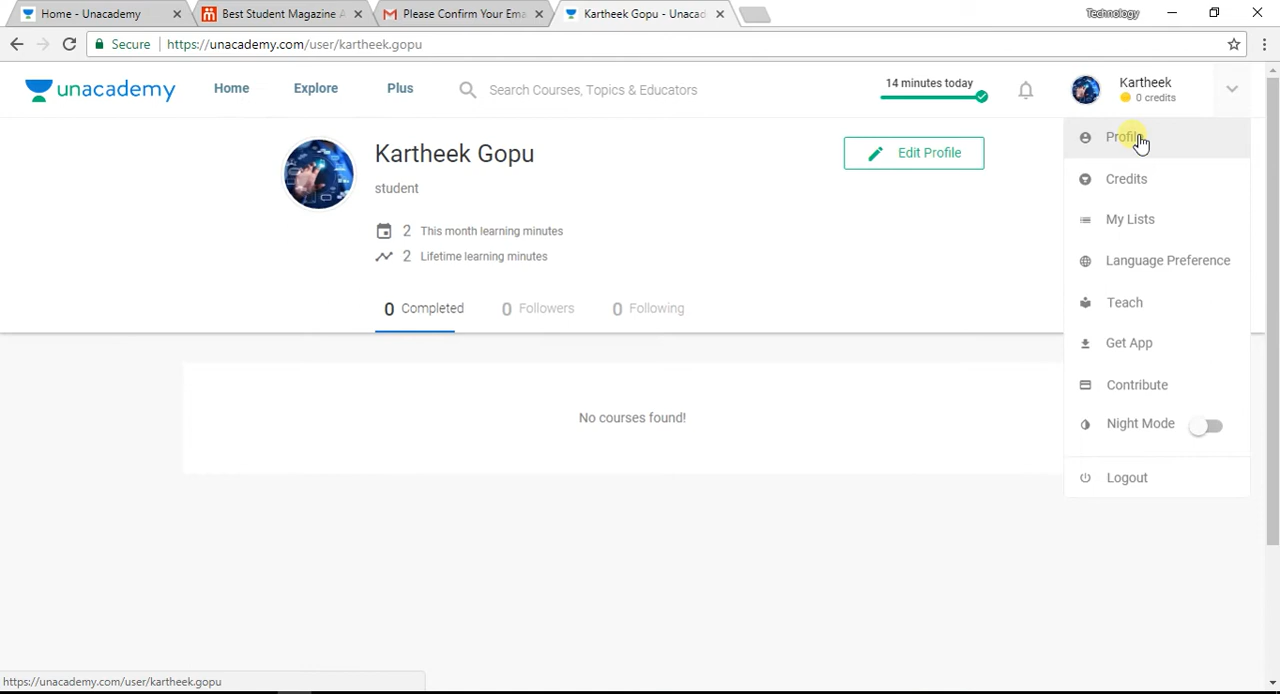 Home - Unacademy
Best Student Magazine A
Please Confirm Your Ema
Kartheek Gopu - Unacad
Technology
Secure
https://unacademy.com/user/kartheek.gopu
unacademy
Home
Explore
Plus
Search Courses, Topics & Educators
14 minutes today
Kartheek
0 credits
Kartheek Gopu
student
Edit Profile
2 This month learning minutes
2 Lifetime learning minutes
0 Completed
0 Followers
0 Following
No courses found!
Profile
Credits
My Lists
Language Preference
Teach
Get App
Contribute
Night Mode
Logout
https://unacademy.com/user/kartheek.gopu